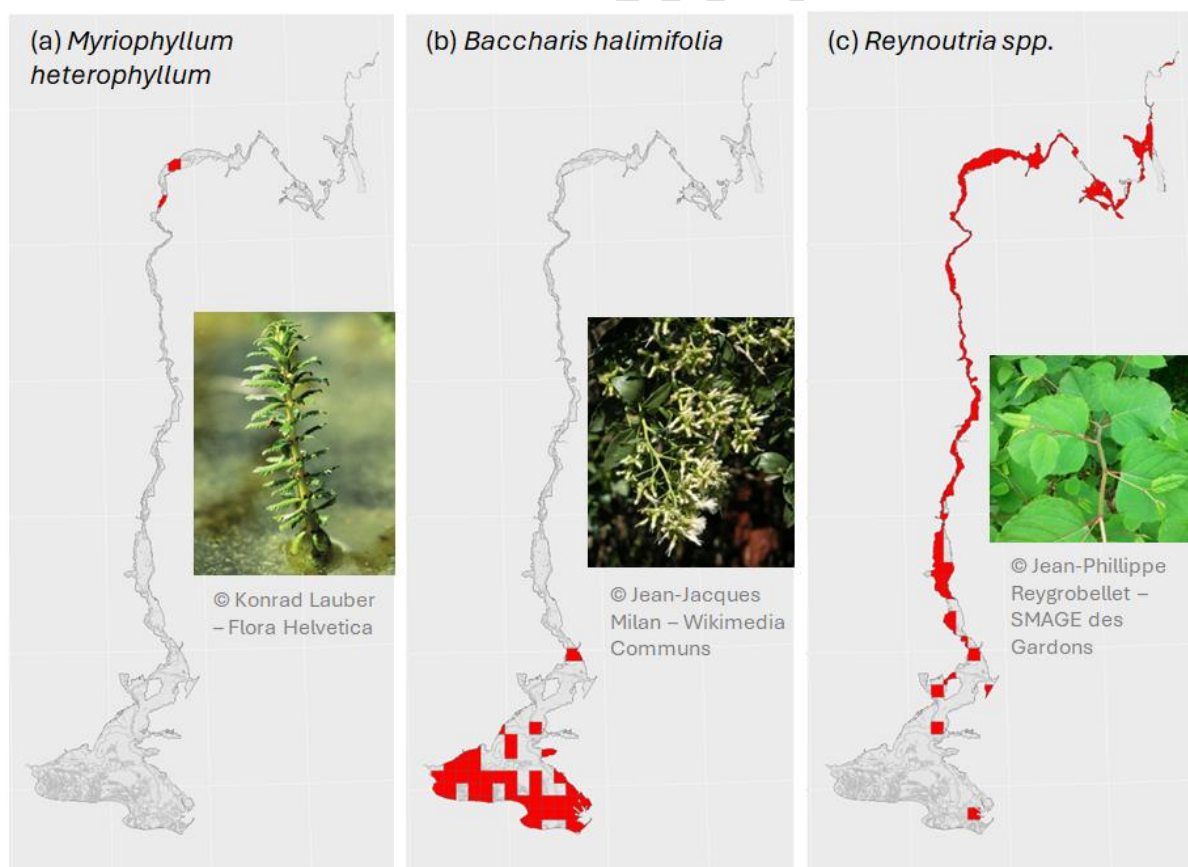 (a) Myriophyllum
heterophyllum
(b) Baccharis halimifolia
(c) Reynoutria spp.
© Konrad Lauber
– Flora Helvetica
© Jean-Jacques
Milan – Wikimedia
Communs
© Jean-Phillippe
Reygrobellet –
SMAGE des
Gardons